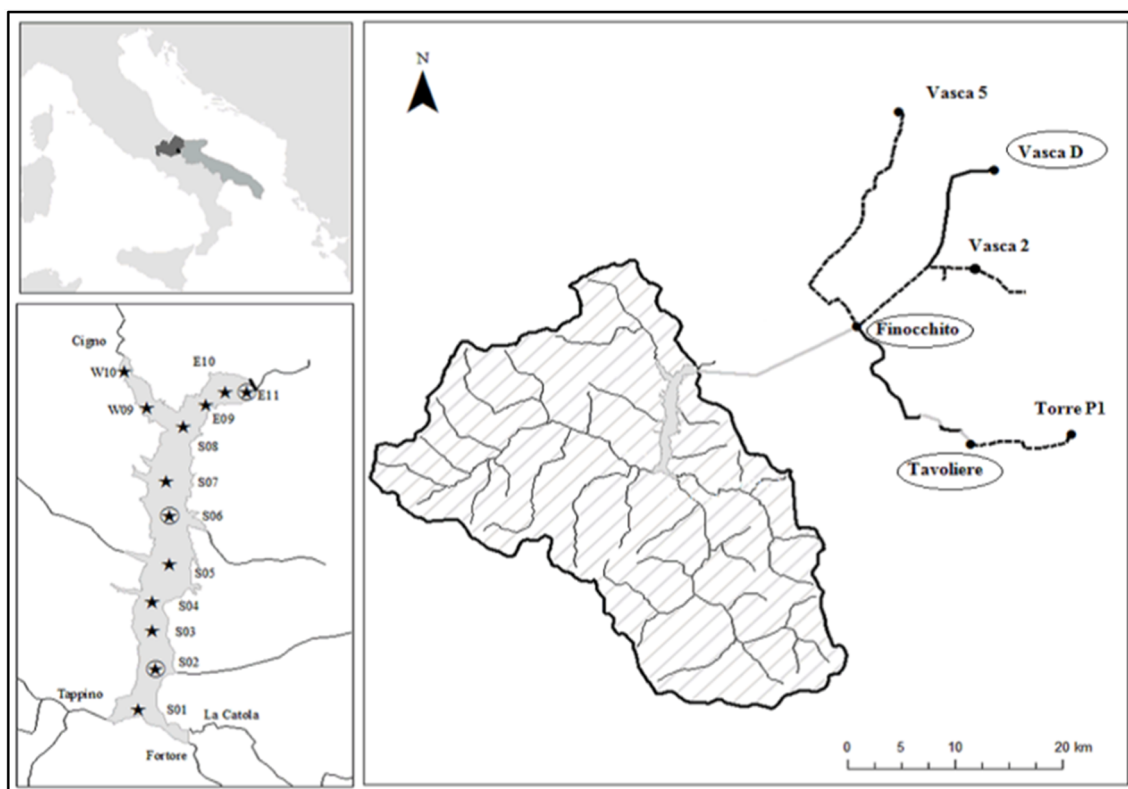 N
Vasca 5
Vasca D
Vasca 2
Finocchito
Torre P1
Tavoliere
0 5 10 20 km
Cigno
W10
E10
E11
W09
E09
S08
S07
S06
S05
S04
S03
S02
Tappino
S01
La Catola
Fortore